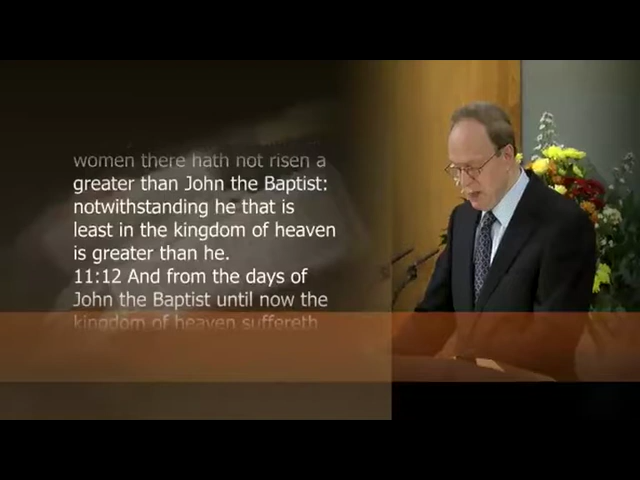 women there hath not risen a
greater than John the Baptist:
notwithstanding he that is
least in the kingdom of heaven
is greater than he.
11:12 And from the days of
John the Baptist until now the
kingdom of heaven suffereth